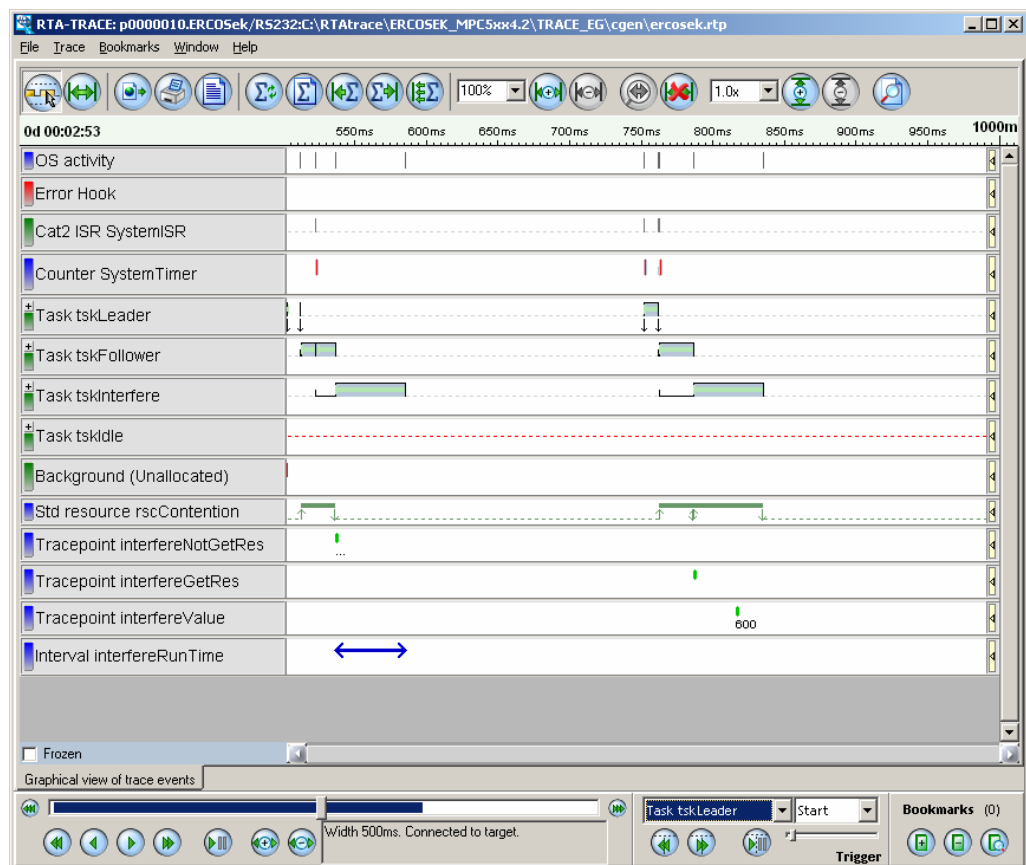 RTA-TRACE: p0000010.ERCOSek/RS232:C:\RTAtrace\ERCOSEK_MPC5xx4.2\TRACE_EG\cgen\ercosek.rtp
File Trace Bookmarks Window Help
100% 1.0x
0d 00:02:53 550ms 600ms 650ms 700ms 750ms 800ms 850ms 900ms 950ms 1000m
OS activity
Error Hook
Cat2 ISR SystemISR
Counter SystemTimer
Task tskLeader
Task tskFollower
Task tskInterfere
Task tskIdle
Background (Unallocated)
Std resource rscContention
Tracepoint interfereNotGetRes
...
Tracepoint interfereGetRes
Tracepoint interfereValue
600
Interval interfereRunTime
Frozen
Graphical view of trace events
Task tskLeader Start Bookmarks (0)
Width 500ms. Connected to target.
Trigger